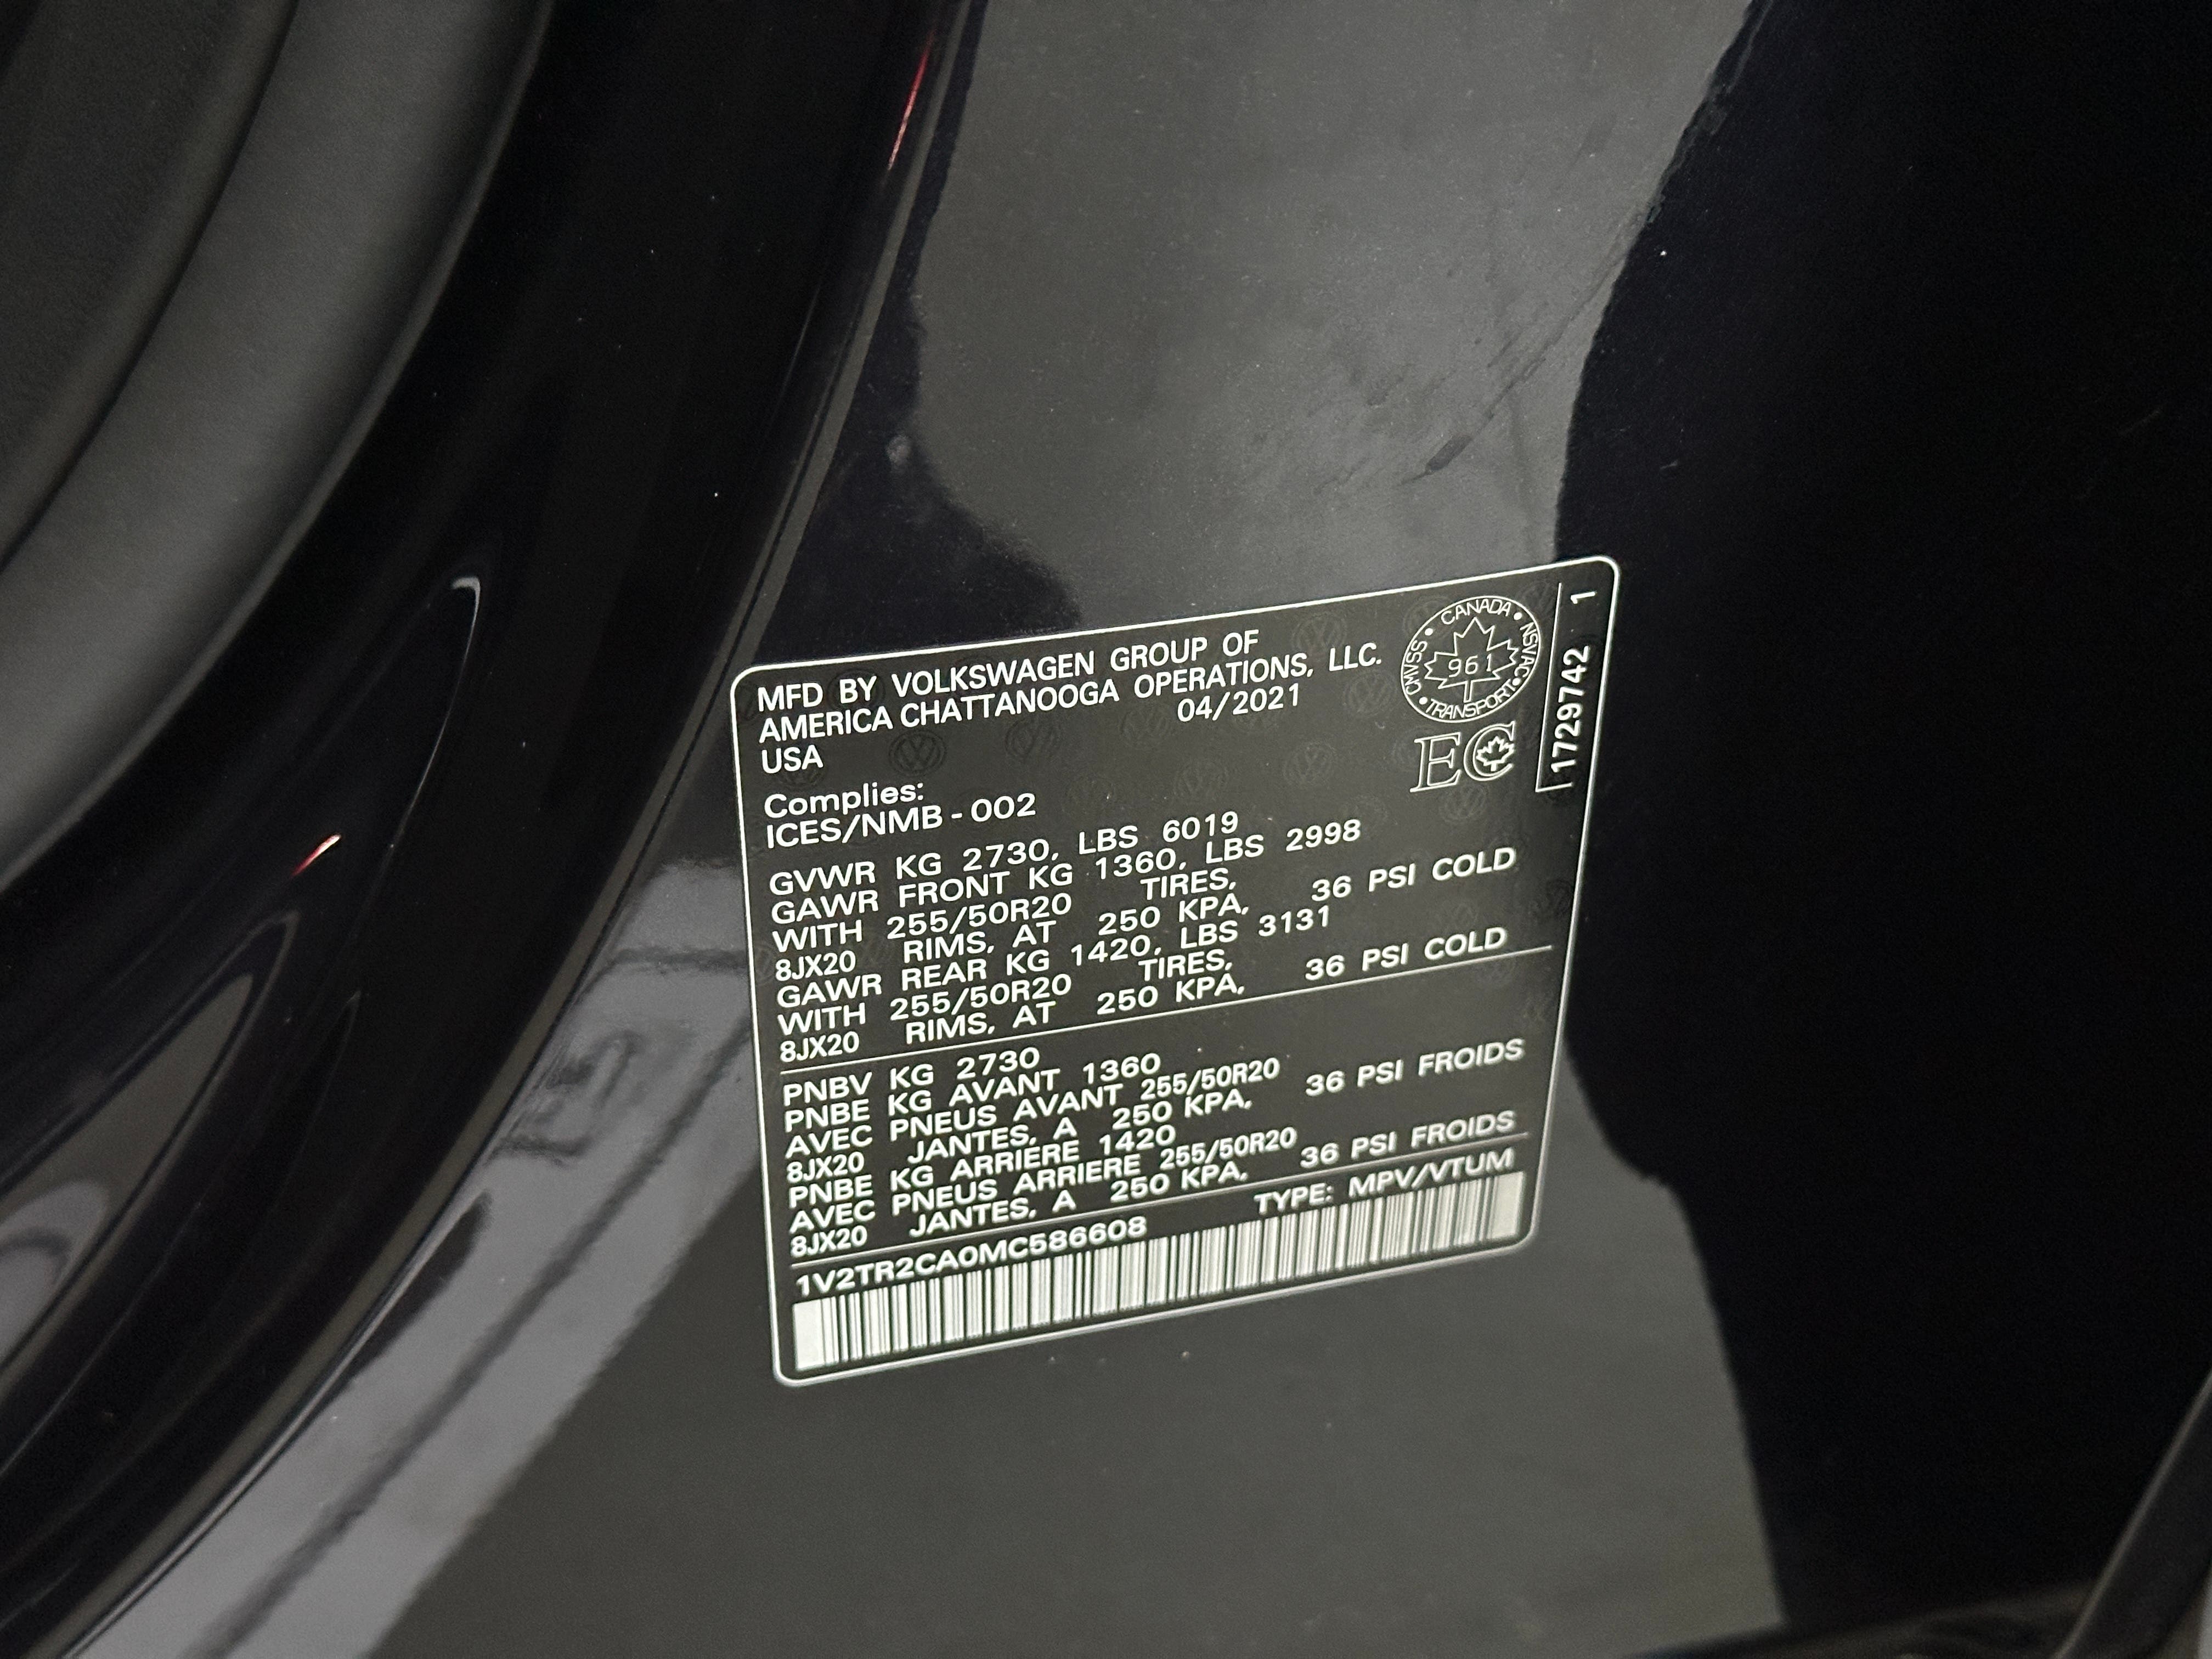 MFD BY VOLKSWAGEN GROUP OF
AMERICA CHATTANOOGA OPERATIONS, LLC.
USA 04/2021
CANADA
CMVSS
961
NSVAC
TRANSPORT
EC
1729742 1
Complies:
ICES/NMB-002
GVWR KG 2730, LBS 6019
GAWR FRONT KG 1360, LBS 2998
WITH 255/50R20 TIRES,
8JX20 RIMS, AT 250 KPA, 36 PSI COLD
GAWR REAR KG 1420, LBS 3131
WITH 255/50R20 TIRES,
8JX20 RIMS, AT 250 KPA, 36 PSI COLD
PNBV KG 2730
PNBE KG AVANT 1360
AVEC PNEUS AVANT 255/50R20
8JX20 JANTES, A 250 KPA, 36 PSI FROIDS
PNBE KG ARRIERE 1420
AVEC PNEUS ARRIERE 255/50R20
8JX20 JANTES, A 250 KPA, 36 PSI FROIDS
1V2TR2CA0MC586608 TYPE: MPV/VTUM